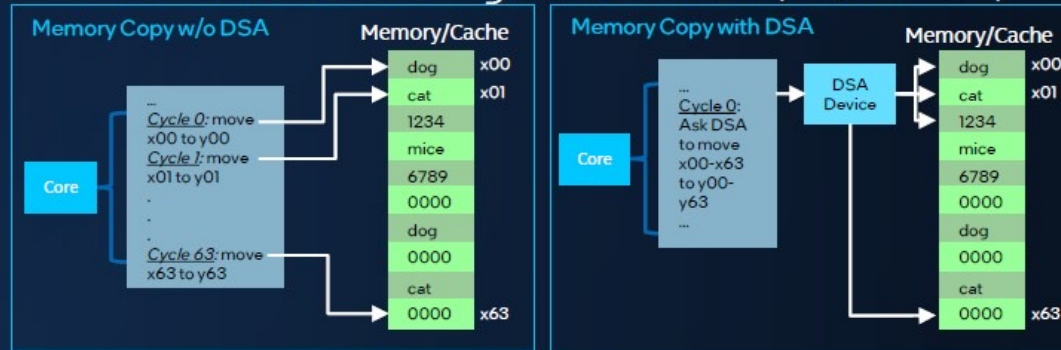 Memory Copy w/o DSA
Memory/Cache
Core
...
Cycle 0: move
x00 to y00
Cycle 1: move
x01 to y01
.
.
.
Cycle 63: move
x63 to y63
dog x00
cat x01
1234
mice
6789
0000
dog
0000
cat
0000 x63
Memory Copy with DSA
Memory/Cache
Core
...
Cycle 0:
Ask DSA
to move
x00-x63
to y00-
y63
...
DSA
Device
dog x00
cat x01
1234
mice
6789
0000
dog
0000
cat
0000 x63